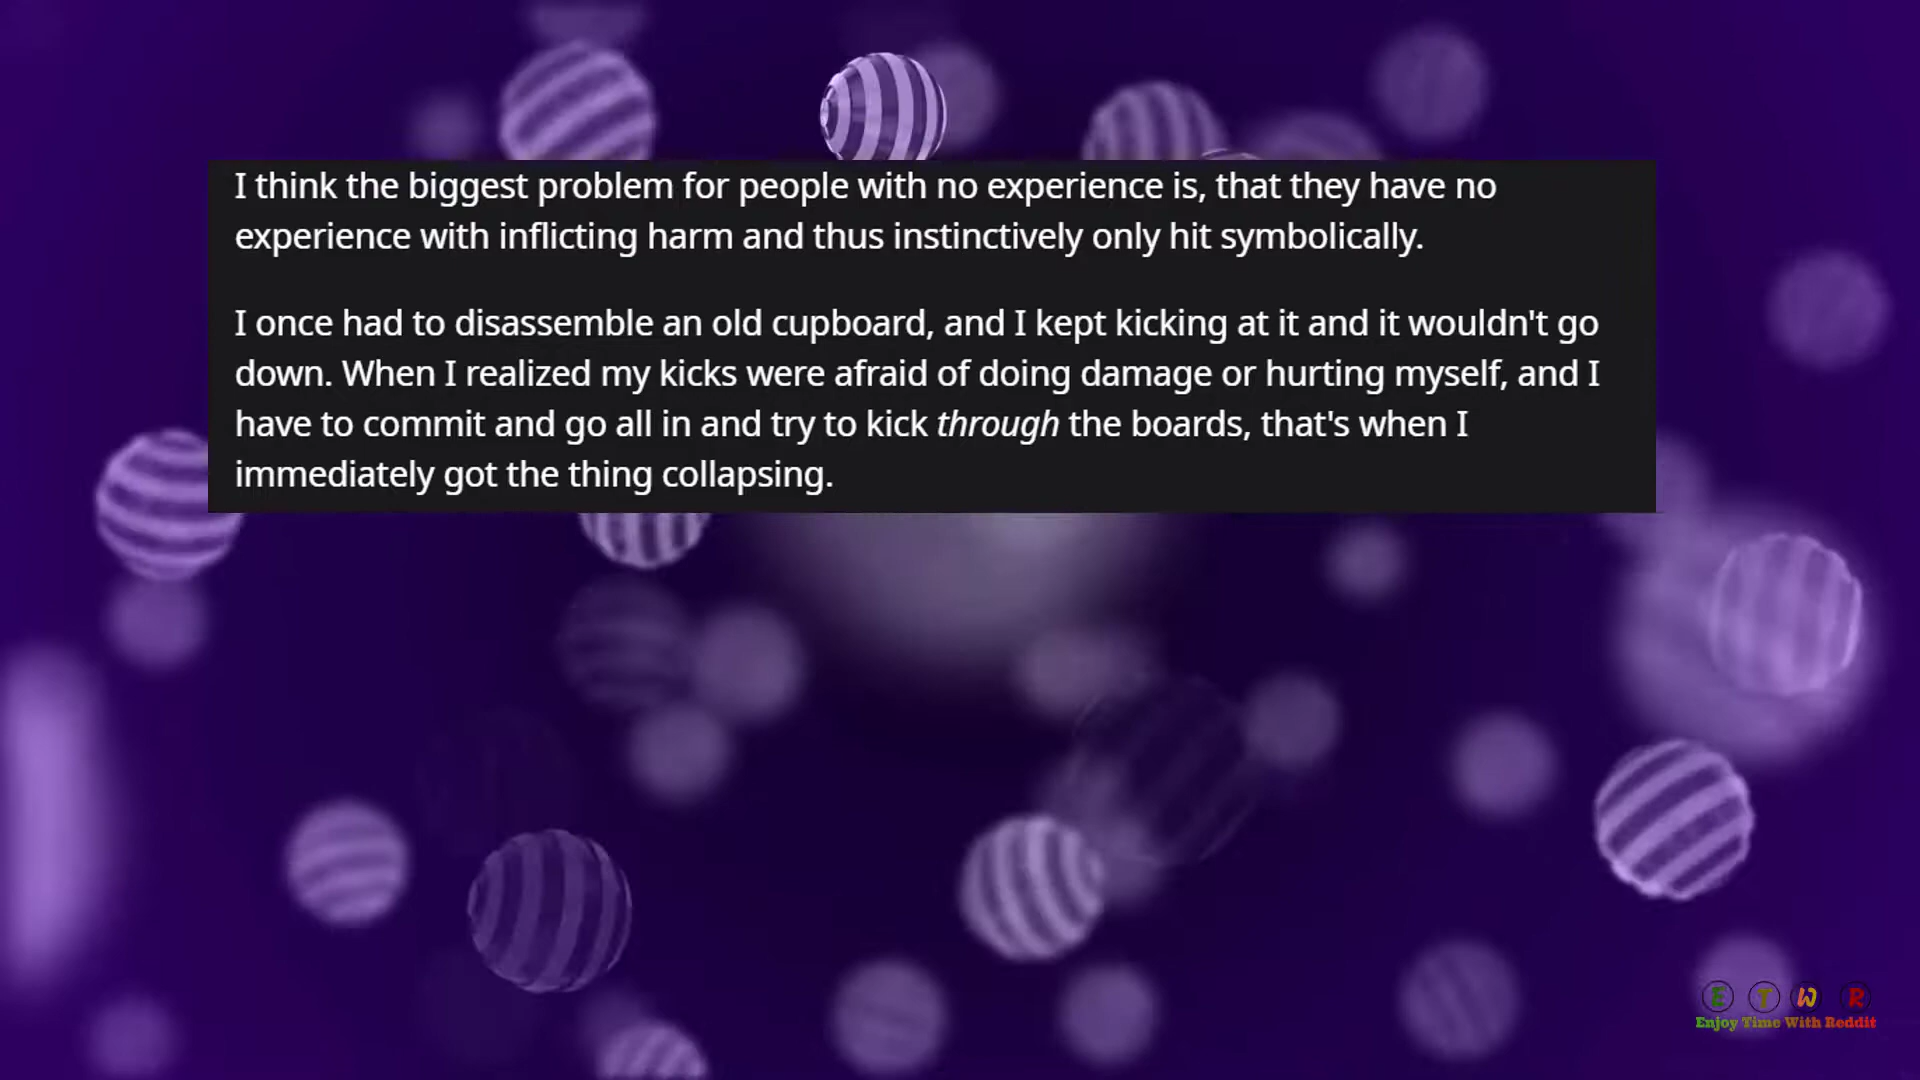 I think the biggest problem for people with no experience is, that they have no
experience with inflicting harm and thus instinctively only hit symbolically.
I once had to disassemble an old cupboard, and I kept kicking at it and it wouldn't go
down. When I realized my kicks were afraid of doing damage or hurting myself, and I
have to commit and go all in and try to kick through the boards, that's when I
immediately got the thing collapsing.
E T W R
Enjoy Time With Reddit